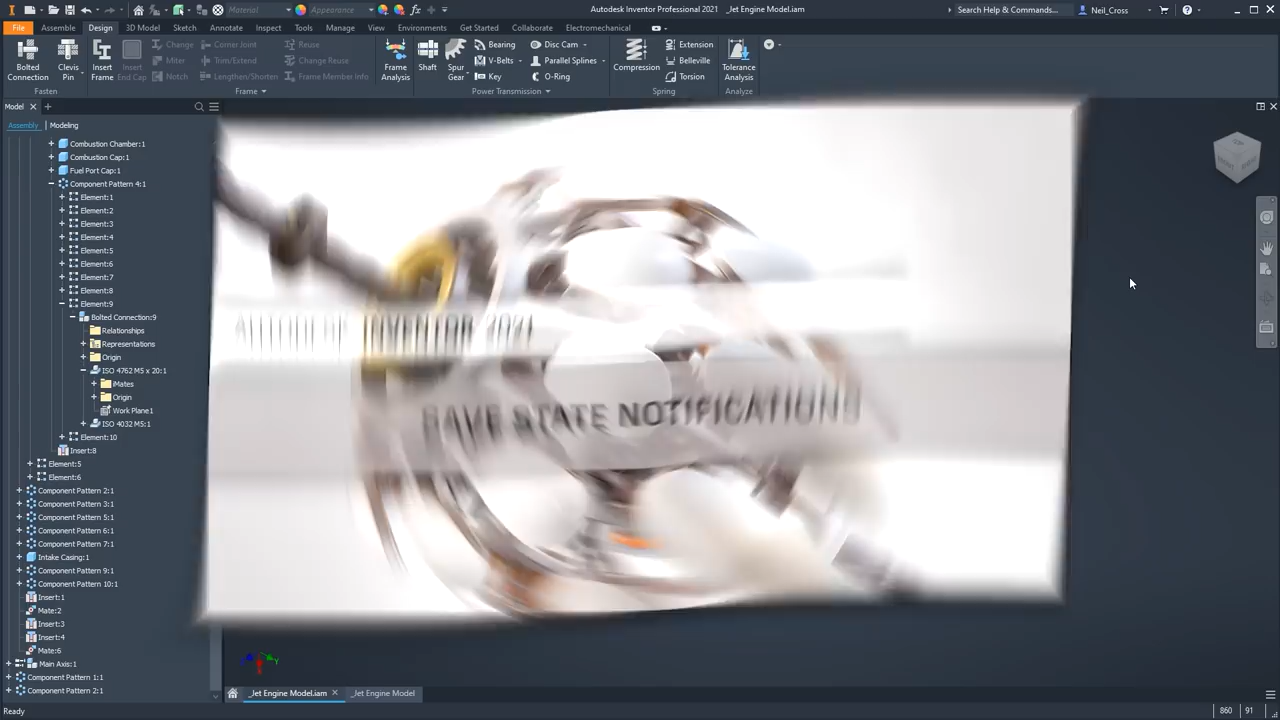 Material
Appearance
Autodesk Inventor Professional 2021 _Jet Engine Model.iam
Search Help & Commands...
Neil_Cross
File Assemble Design 3D Model Sketch Annotate Inspect Tools Manage View Environments Get Started Collaborate Electromechanical
Bolted Connection
Clevis Pin
Insert Frame
Insert End Cap
Change
Miter
Notch
Corner Joint
Trim/Extend
Lengthen/Shorten
Reuse
Change Reuse
Frame Member Info
Frame Analysis
Shaft
Spur Gear
Bearing
V-Belts
Key
Disc Cam
Parallel Splines
O-Ring
Compression
Extension
Belleville
Torsion
Tolerance Analysis
Fasten
Frame
Power Transmission
Spring
Analyze
Model
Assembly
Modeling
Combustion Chamber:1
Combustion Cap:1
Fuel Port Cap:1
Component Pattern 4:1
Element:1
Element:2
Element:3
Element:4
Element:5
Element:6
Element:7
Element:8
Element:9
Bolted Connection:9
Relationships
Representations
Origin
ISO 4762 M5 x 20:1
iMates
Origin
Work Plane1
ISO 4032 M5:1
Element:10
Insert:8
Element:5
Element:6
Component Pattern 2:1
Component Pattern 3:1
Component Pattern 5:1
Component Pattern 6:1
Component Pattern 7:1
Intake Casing:1
Component Pattern 9:1
Component Pattern 10:1
Insert:1
Mate:2
Insert:3
Insert:4
Mate:6
Main Axis:1
Component Pattern 1:1
Component Pattern 2:1
SAVE STATE NOTIFICATIONS
_Jet Engine Model.iam
_Jet Engine Model
Ready
860 91